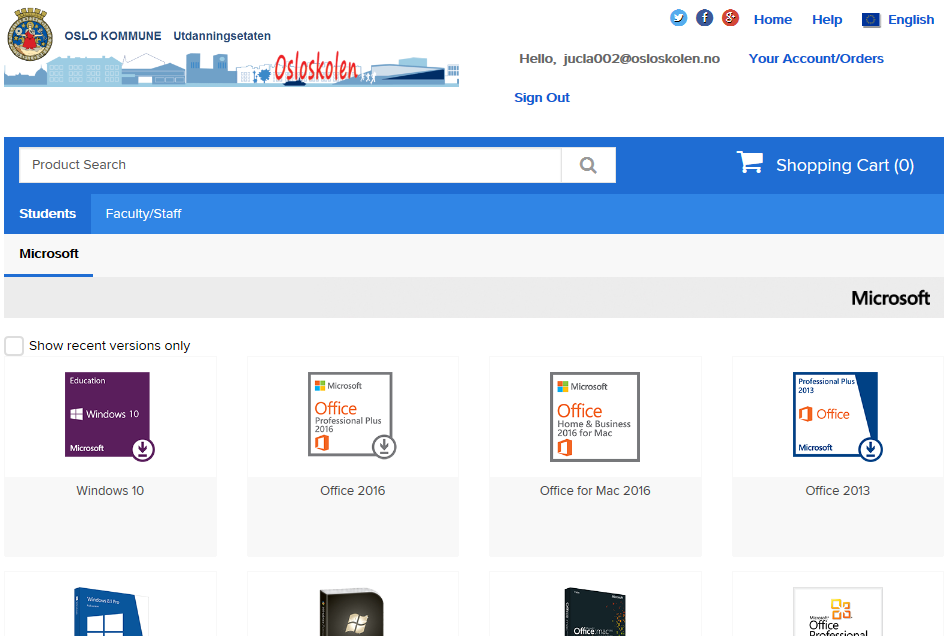 Home Help English
OSLO KOMMUNE Utdanningsetaten
Osloskolen
Hello, jucla002@osloskolen.no Your Account/Orders
Sign Out
Product Search
Shopping Cart (0)
Students Faculty/Staff
Microsoft
Microsoft
Show recent versions only
Education
Windows 10
Microsoft
Windows 10
Microsoft
Office
Professional Plus
2016
Office 2016
Microsoft
Office
Home & Business
2016 for Mac
Office for Mac 2016
Professional Plus
2013
Office
Microsoft
Office 2013
Windows 8.1 Pro
Office:mac
Microsoft
Office
Professional